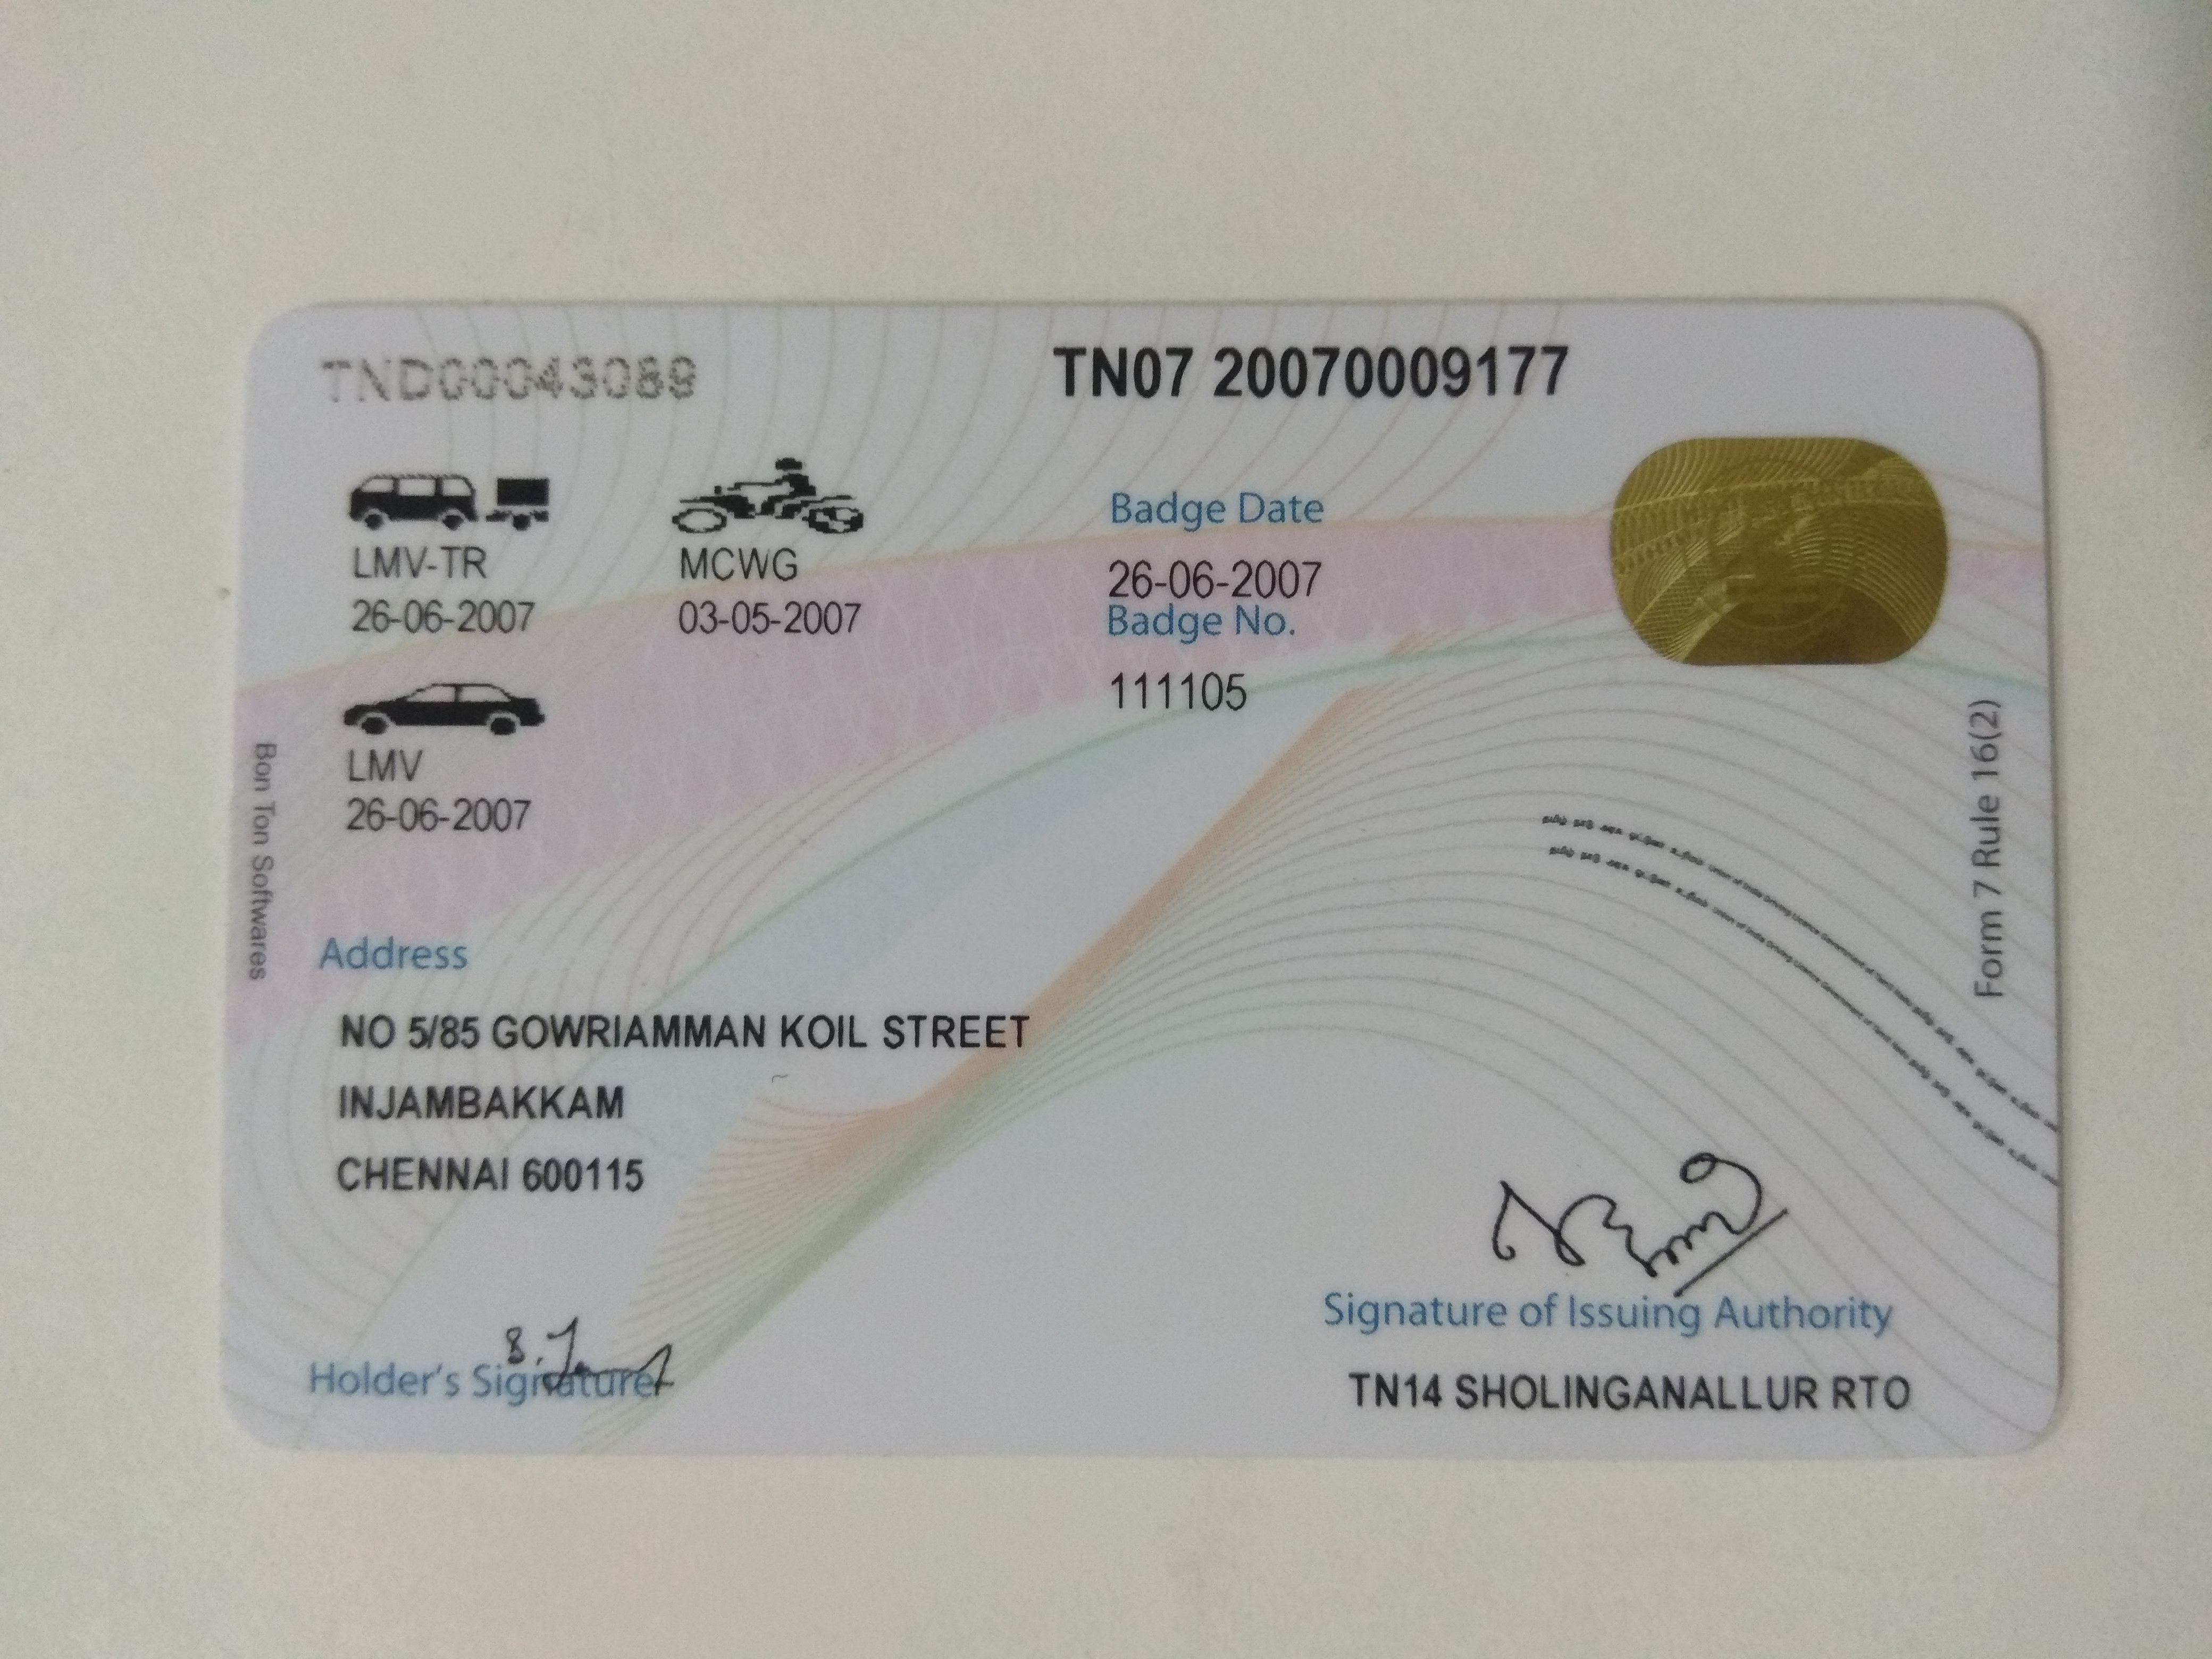 TND00043089
TN07 20070009177
LMV-TR
26-06-2007
MCWG
03-05-2007
Badge Date
26-06-2007
Badge No.
111105
LMV
26-06-2007
Bon Ton Softwares
Form 7 Rule 16(2)
Address
NO 5/85 GOWRIAMMAN KOIL STREET
INJAMBAKKAM
CHENNAI 600115
Holder's Signature
Signature of Issuing Authority
TN14 SHOLINGANALLUR RTO